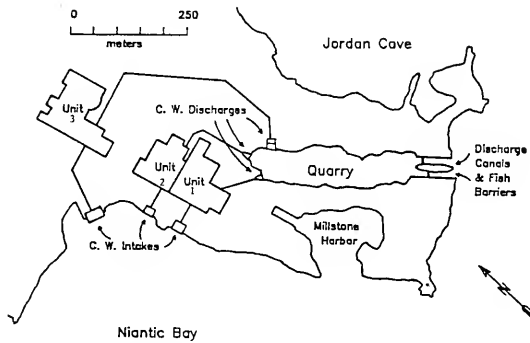 0 250
meters
Jordan Cave
Unit
3
C. W. Discharges
Unit
2
Unit
1
Quarry
Discharge
Canals
& Fish
Barriers
Millstone
Harbor
C. W. Intakes
N
Niantic Bay